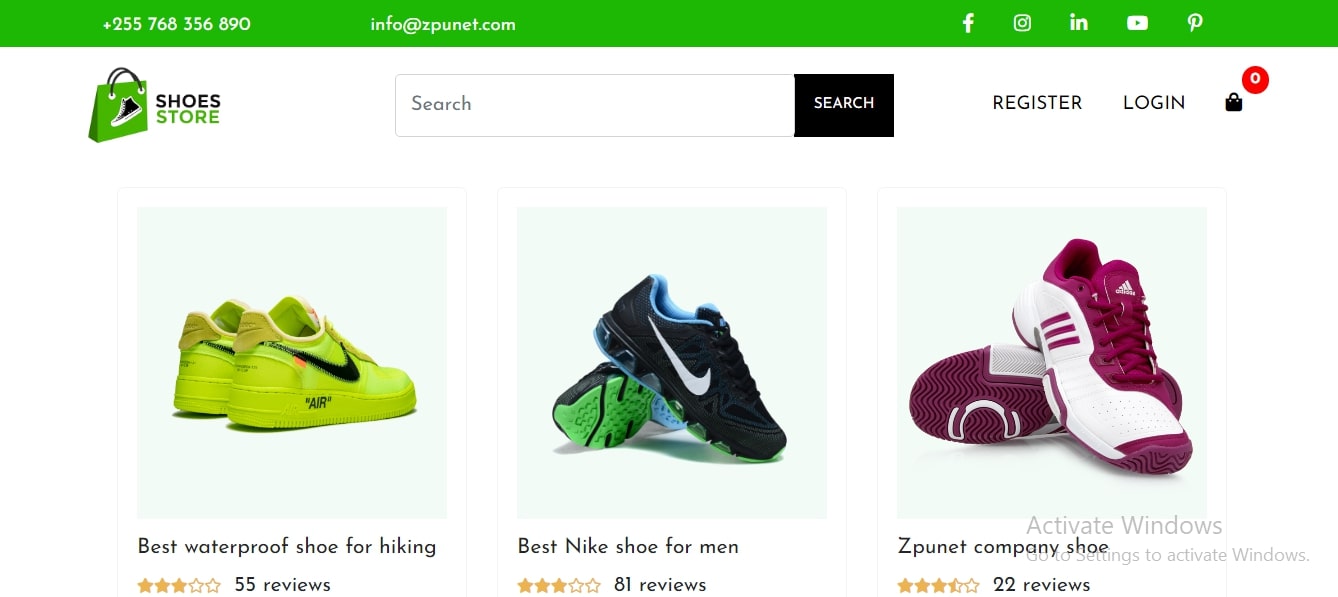 +255 768 356 890 info@zpunet.com
SHOES
STORE
Search
SEARCH
REGISTER LOGIN 0
"AIR"
adidas
Best waterproof shoe for hiking
55 reviews
Best Nike shoe for men
81 reviews
Zpunet company shoe
22 reviews
Activate Windows
Go to Settings to activate Windows.